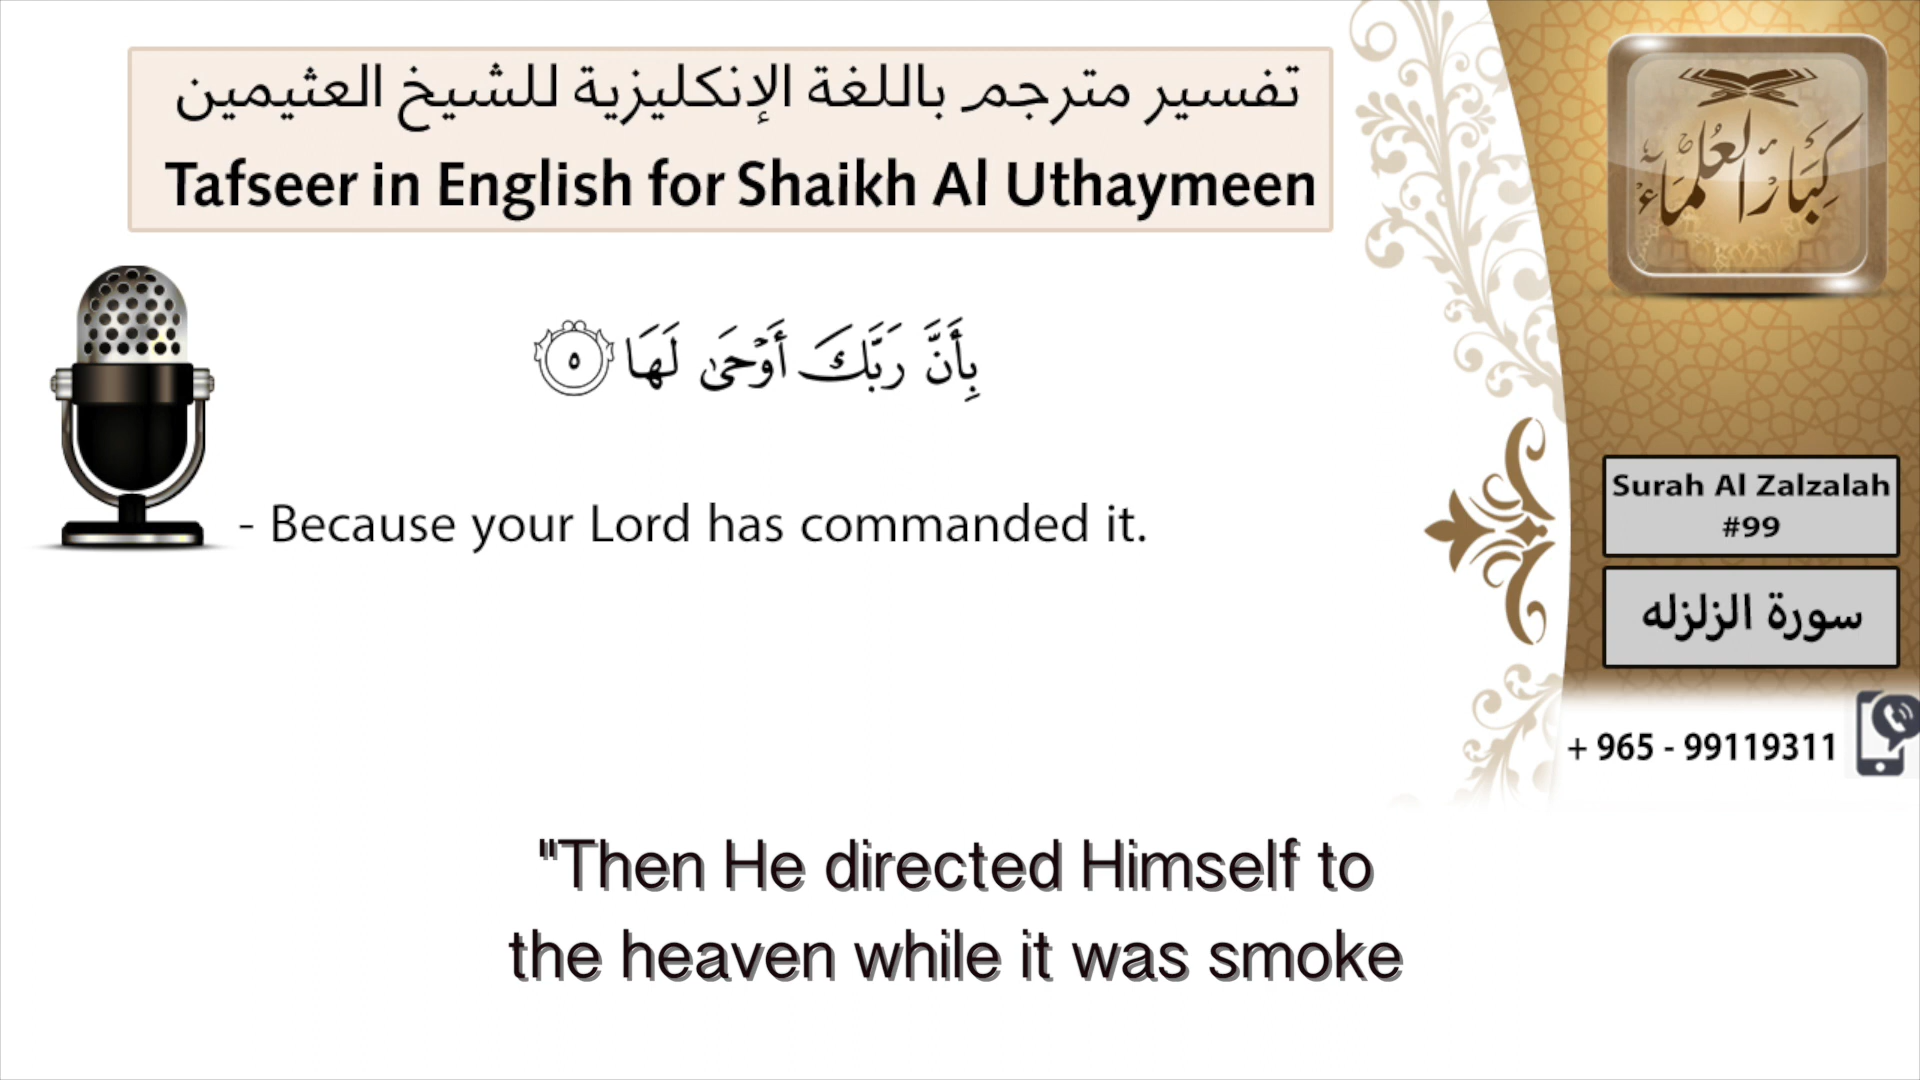 تفسير مترجم باللغة الإنكليزية للشيخ العثيمين
Tafseer in English for Shaikh Al Uthaymeen
كبار العلماء
بِأَنَّ رَبَّكَ أَوْحَىٰ لَهَا ٥
- Because your Lord has commanded it.
Surah Al Zalzalah
#99
سورة الزلزله
+ 965 - 99119311
"Then He directed Himself to
the heaven while it was smoke